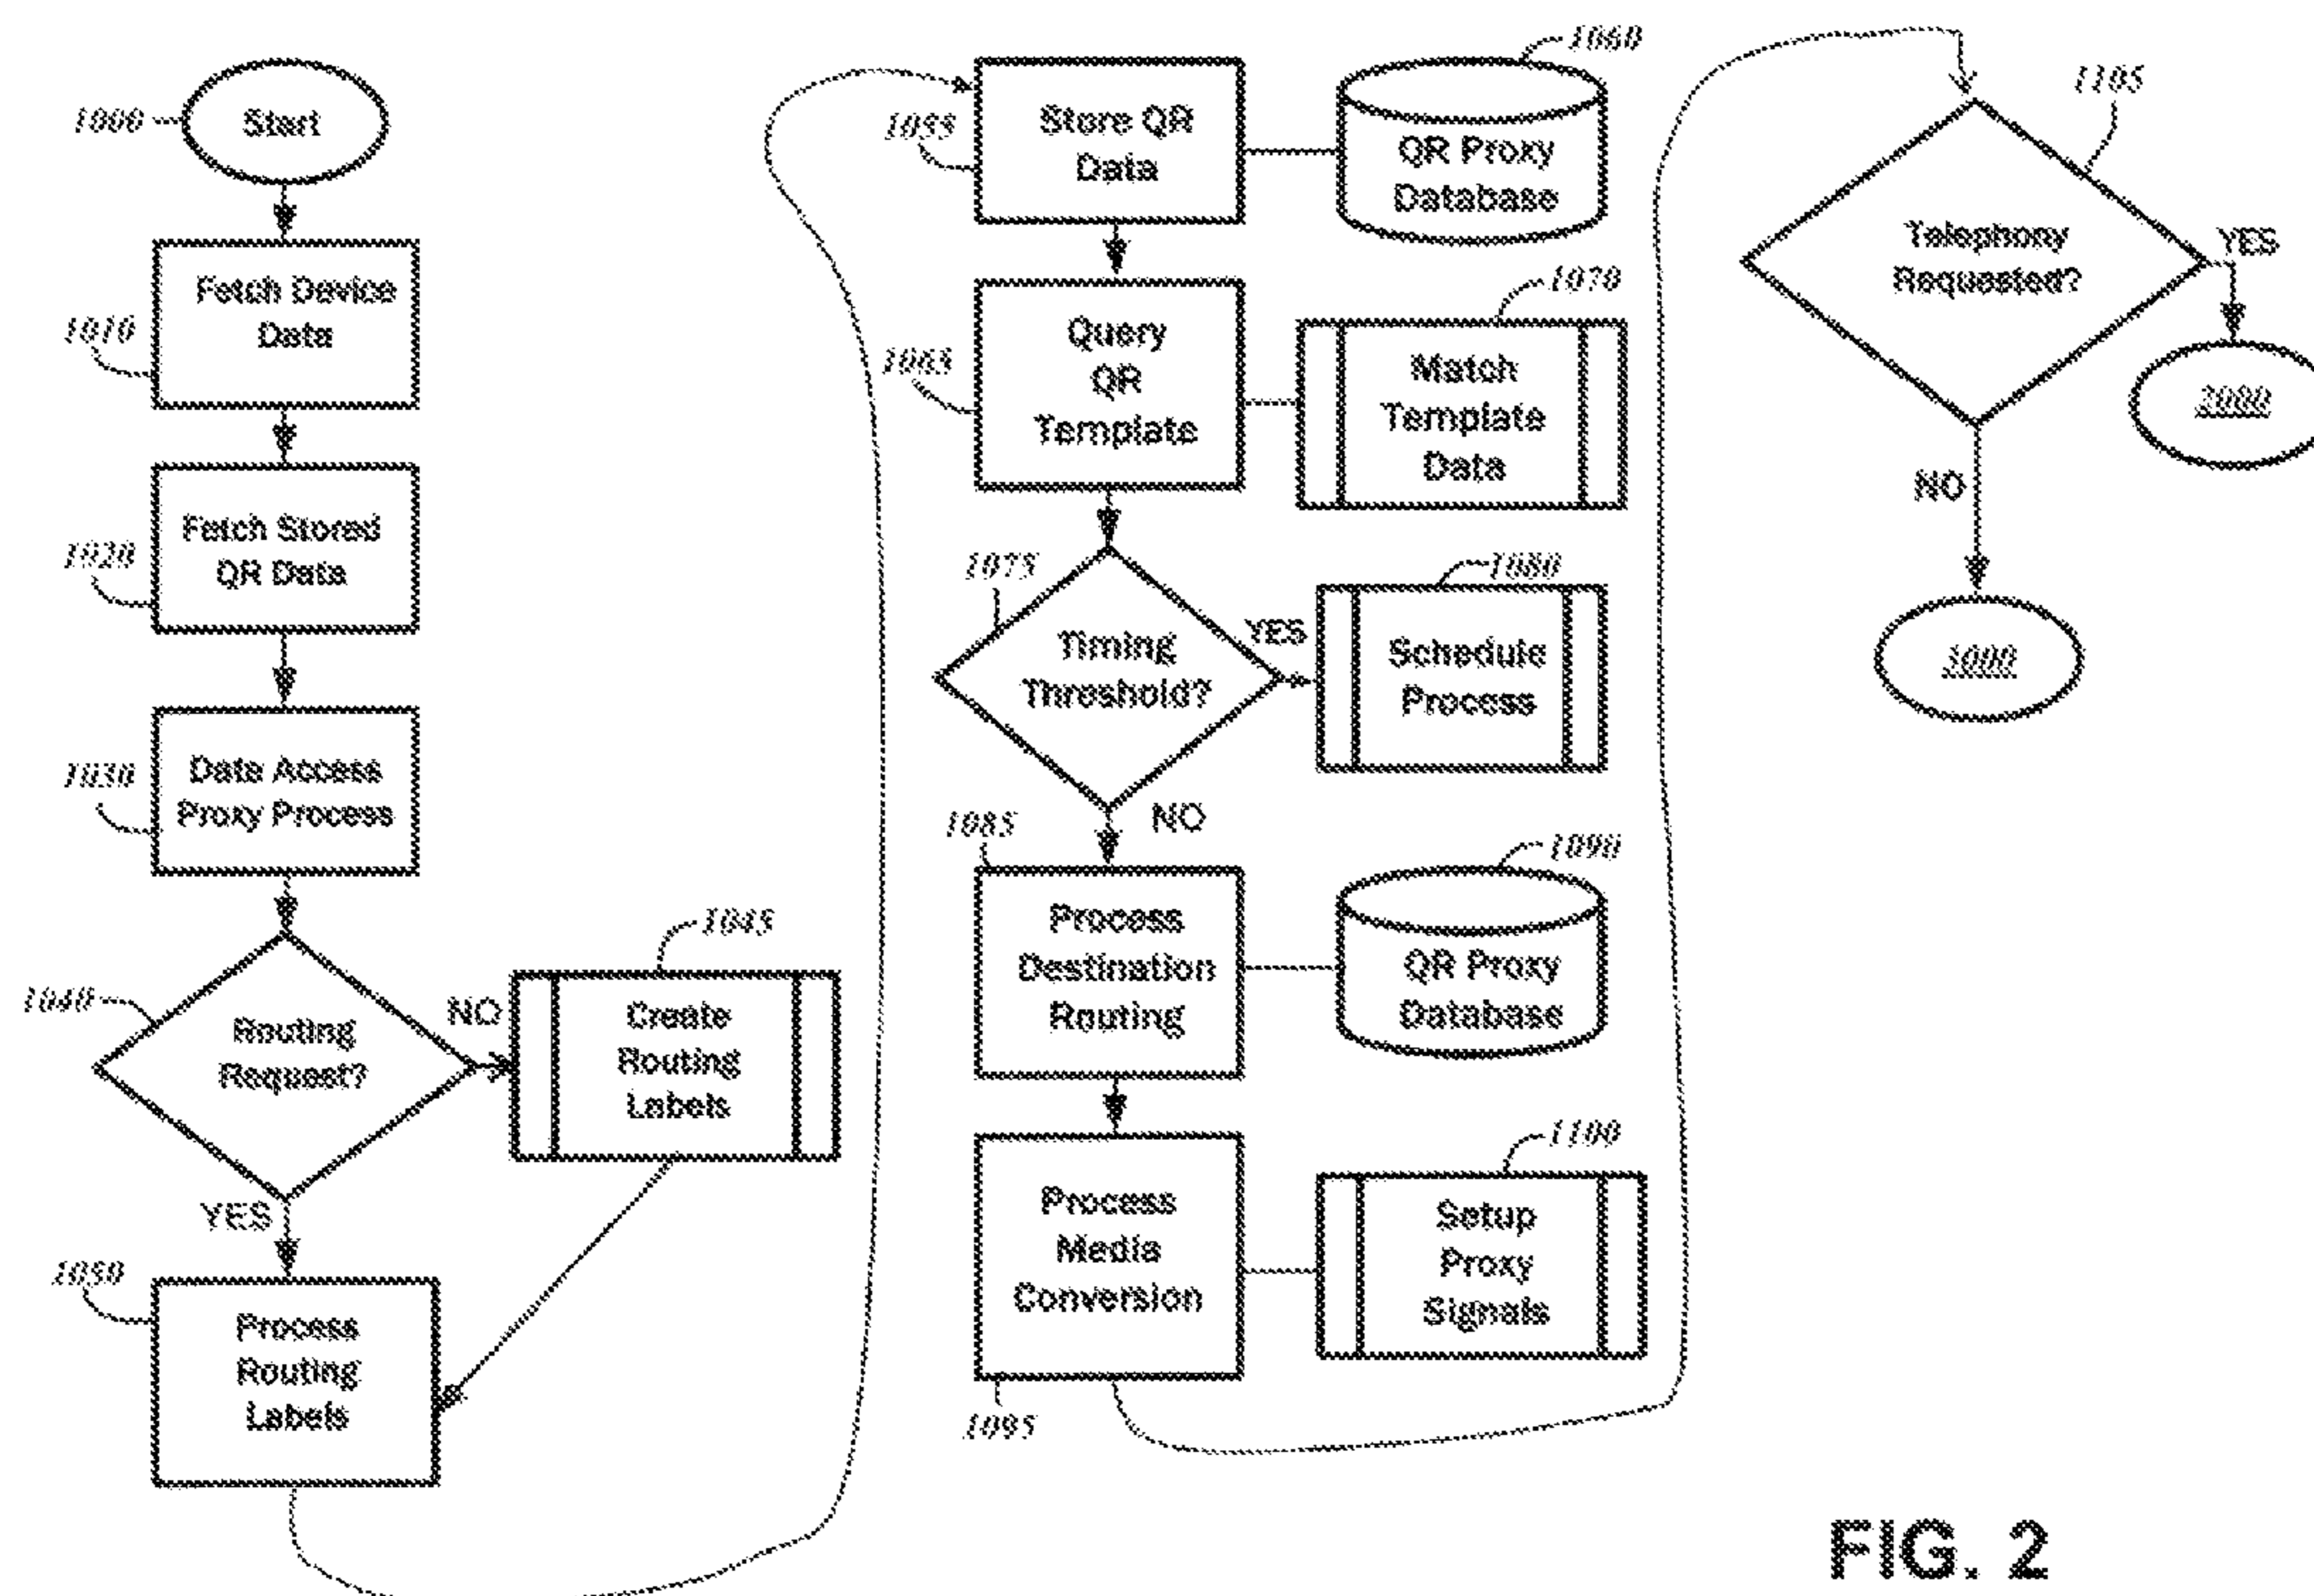 1000
Start
1010
Fetch Device
Data
1020
Fetch Stored
QR Data
1030
Data Access
Proxy Process
1040
Routing
Request?
NO
1045
Create
Routing
Labels
YES
1050
Process
Routing
Labels
1055
Store QR
Data
1060
QR Proxy
Database
1065
Query
QR
Template
1070
Match
Template
Data
1075
Timing
Threshold?
YES
1080
Schedule
Process
NO
1085
Process
Destination
Routing
1090
QR Proxy
Database
1095
Process
Media
Conversion
1100
Setup
Proxy
Signals
1105
Telephony
Requested?
YES
2000
NO
FIG. 2